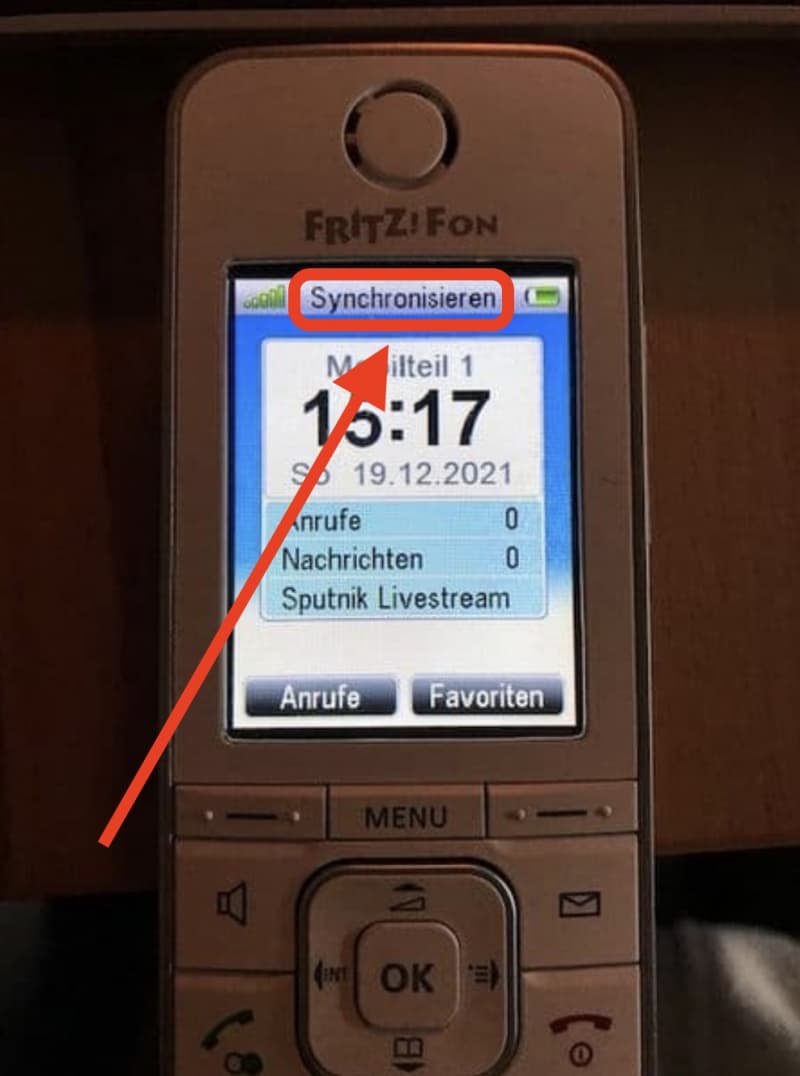 FRITZ! FON
Synchronisieren
Mobilteil 1
15:17
So 19.12.2021
Anrufe 0
Nachrichten 0
Sputnik Livestream
Anrufe Favoriten
MENU
INT OK